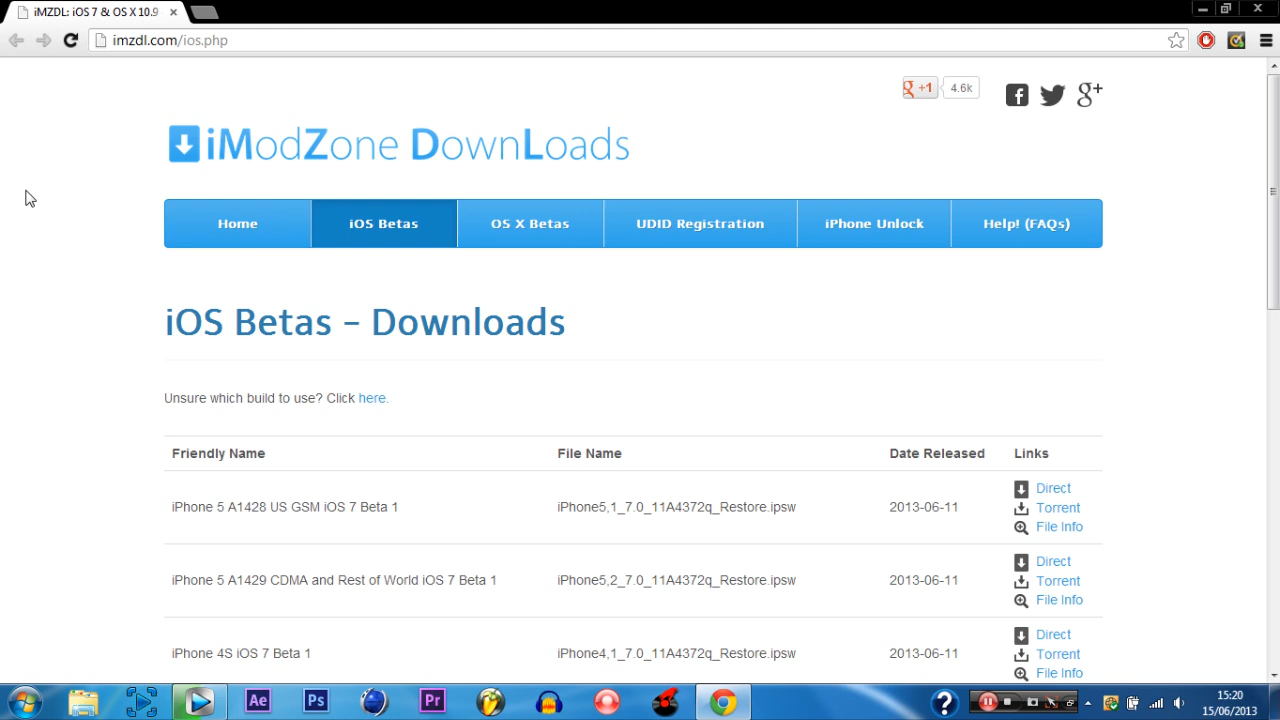 iMZDL: iOS 7 & OS X 10.9
imzdl.com/ios.php
+1 4.6k
iModZone DownLoads
Home iOS Betas OS X Betas UDID Registration iPhone Unlock Help! (FAQs)
iOS Betas - Downloads
Unsure which build to use? Click here.
Friendly Name File Name Date Released Links
Direct
iPhone 5 A1428 US GSM iOS 7 Beta 1 iPhone5,1_7.0_11A4372q_Restore.ipsw 2013-06-11 Torrent
File Info
Direct
iPhone 5 A1429 CDMA and Rest of World iOS 7 Beta 1 iPhone5,2_7.0_11A4372q_Restore.ipsw 2013-06-11 Torrent
File Info
Direct
iPhone 4S iOS 7 Beta 1 iPhone4,1_7.0_11A4372q_Restore.ipsw 2013-06-11 Torrent
File Info
Ae Ps Pr
15:20
15/06/2013